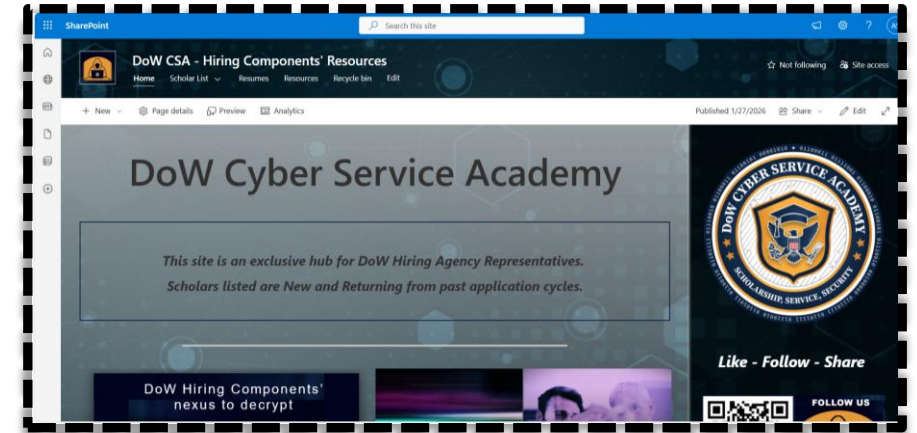 SharePoint
Search this site
DoW CSA - Hiring Components' Resources
Home Scholar List Resumes Resources Recycle bin Edit
Not following Site access
New Page details Preview Analytics
Published 1/27/2026 Share Edit
DoW Cyber Service Academy
This site is an exclusive hub for DoW Hiring Agency Representatives.
Scholars listed are New and Returning from past application cycles.
DoW CYBER SERVICE ACADEMY
SCHOLARSHIP, SERVICE, SECURITY
Like - Follow - Share
DoW Hiring Components'
nexus to decrypt
FOLLOW US